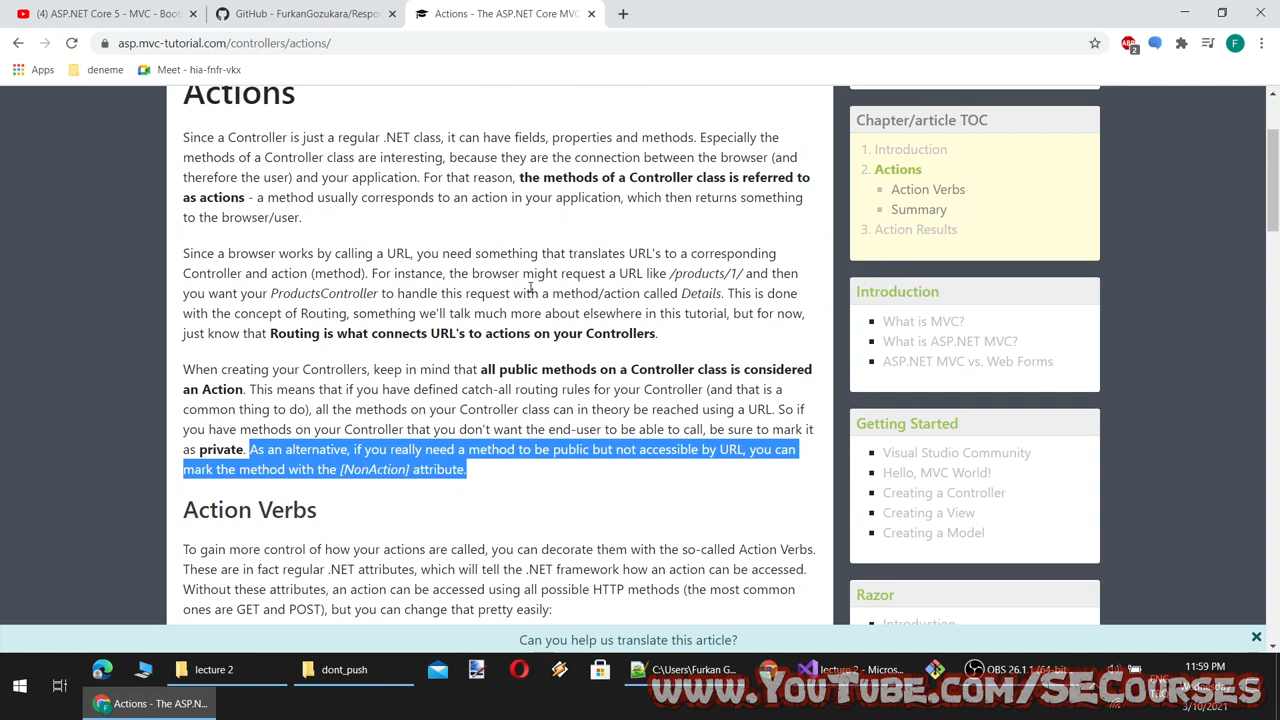 (4) ASP.NET Core 5 - MVC - Boot
GitHub - FurkanGozukara/Respo
Actions - The ASP.NET Core MVC
asp.mvc-tutorial.com/controllers/actions/
2
F
Apps
deneme
Meet - hia-fnfr-vkx
Actions
Since a Controller is just a regular .NET class, it can have fields, properties and methods. Especially the
methods of a Controller class are interesting, because they are the connection between the browser (and
therefore the user) and your application. For that reason, the methods of a Controller class is referred to
as actions - a method usually corresponds to an action in your application, which then returns something
to the browser/user.
Since a browser works by calling a URL, you need something that translates URL's to a corresponding
Controller and action (method). For instance, the browser might request a URL like /products/1/ and then
you want your ProductsController to handle this request with a method/action called Details. This is done
with the concept of Routing, something we'll talk much more about elsewhere in this tutorial, but for now,
just know that Routing is what connects URL's to actions on your Controllers.
When creating your Controllers, keep in mind that all public methods on a Controller class is considered
an Action. This means that if you have defined catch-all routing rules for your Controller (and that is a
common thing to do), all the methods on your Controller class can in theory be reached using a URL. So if
you have methods on your Controller that you don't want the end-user to be able to call, be sure to mark it
as private. As an alternative, if you really need a method to be public but not accessible by URL, you can
mark the method with the [NonAction] attribute.
Action Verbs
To gain more control of how your actions are called, you can decorate them with the so-called Action Verbs.
These are in fact regular .NET attributes, which will tell the .NET framework how an action can be accessed.
Without these attributes, an action can be accessed using all possible HTTP methods (the most common
ones are GET and POST), but you can change that pretty easily:
Chapter/article TOC
1. Introduction
2. Actions
Action Verbs
Summary
3. Action Results
Introduction
What is MVC?
What is ASP.NET MVC?
ASP.NET MVC vs. Web Forms
Getting Started
Visual Studio Community
Hello, MVC World!
Creating a Controller
Creating a View
Creating a Model
Razor
Introduction
Can you help us translate this article?
lecture 2
dont_push
C:\Users\Furkan G...
lecture 2 - Micros...
OBS 26.1.1 (64-bit...
ENG
11:59 PM
Wednesday
3/10/2021
Actions - The ASP.N...
www.YouTube.com/SECourses